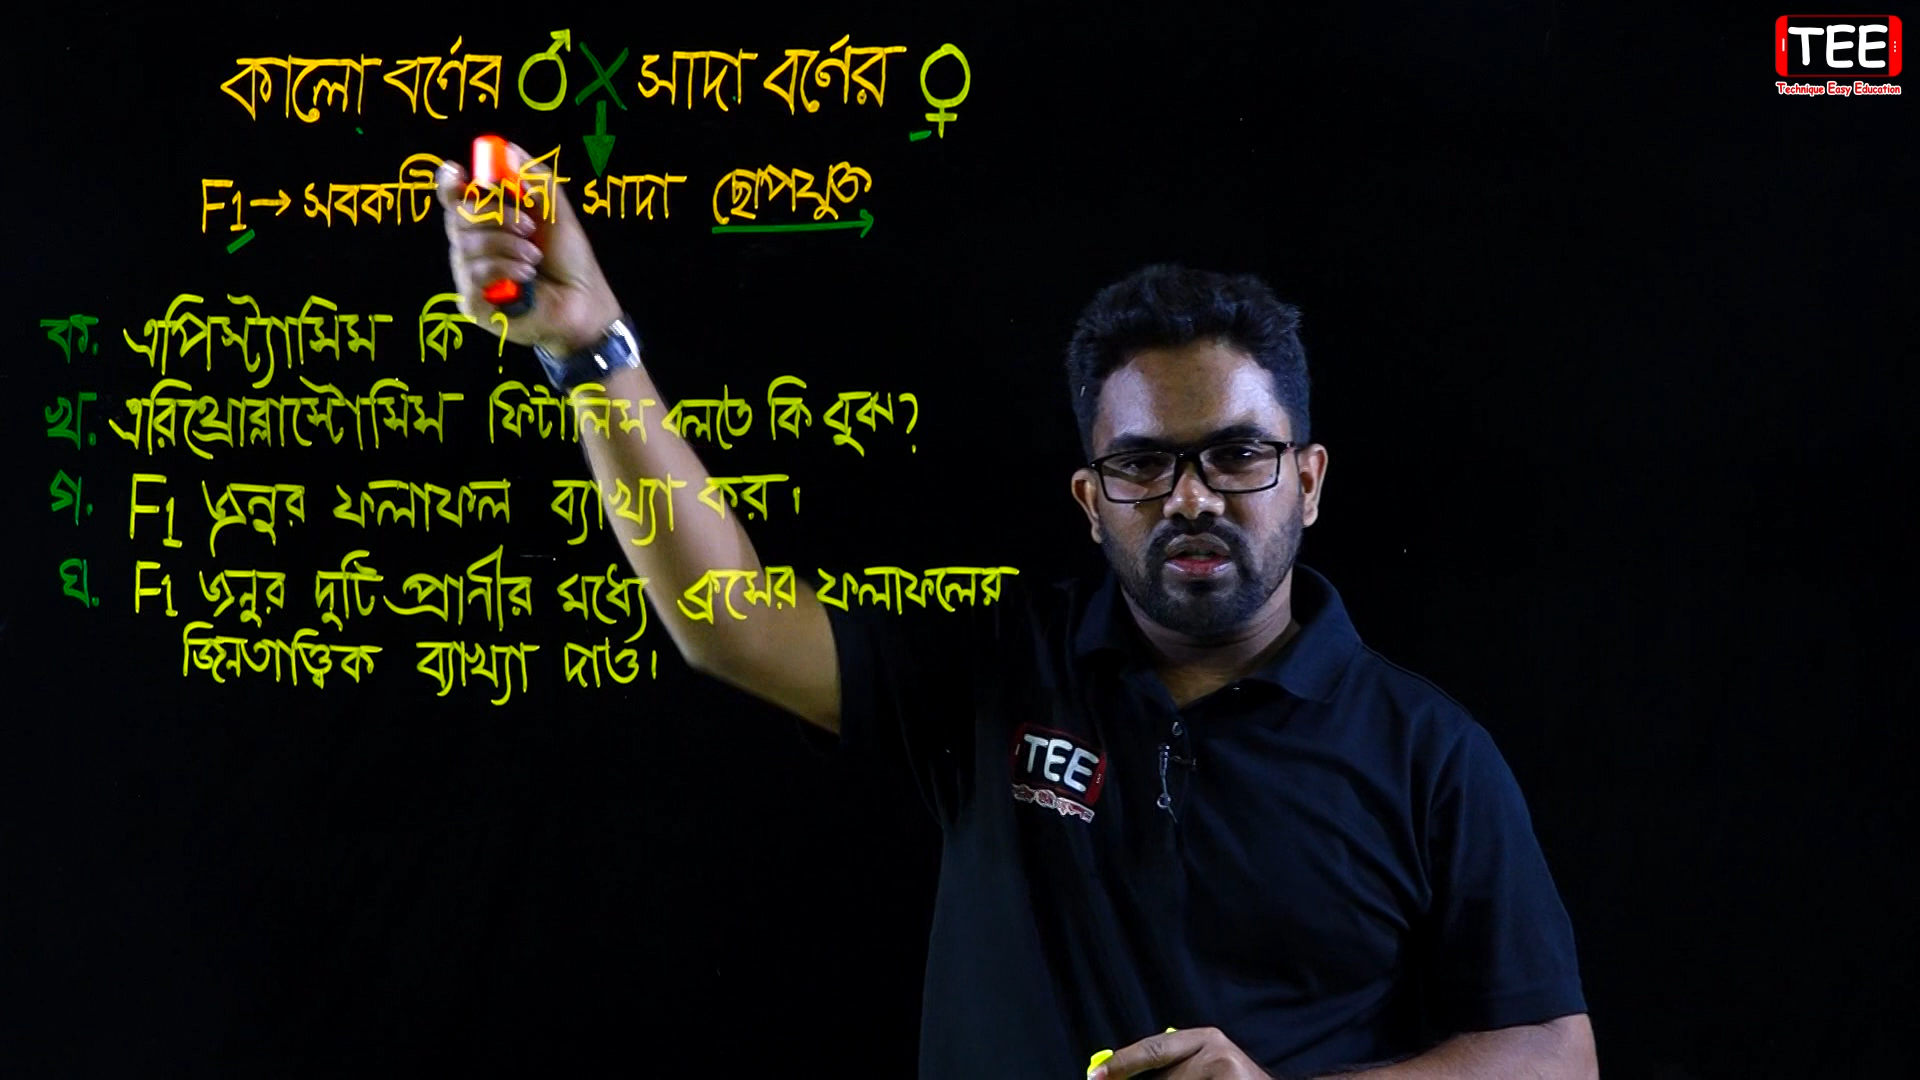 কালো বর্ণের ♂ X সাদা বর্ণের ♀
F1→ সবকটি প্রানী সাদা ছোপযুক্ত
ক. এপিস্ট্যাসিস কি ?
খ. এরিথ্রোব্লাস্টোসিস ফিটালিস বলতে কি বুঝ?
গ. F1 জনুর ফলাফল ব্যাখ্যা কর।
ঘ. F1 জনুর দুটি প্রানীর মধ্যে ক্রসের ফলাফলের
জিনতাত্ত্বিক ব্যাখ্যা দাও।
TEE
Technique Easy Education
TEE